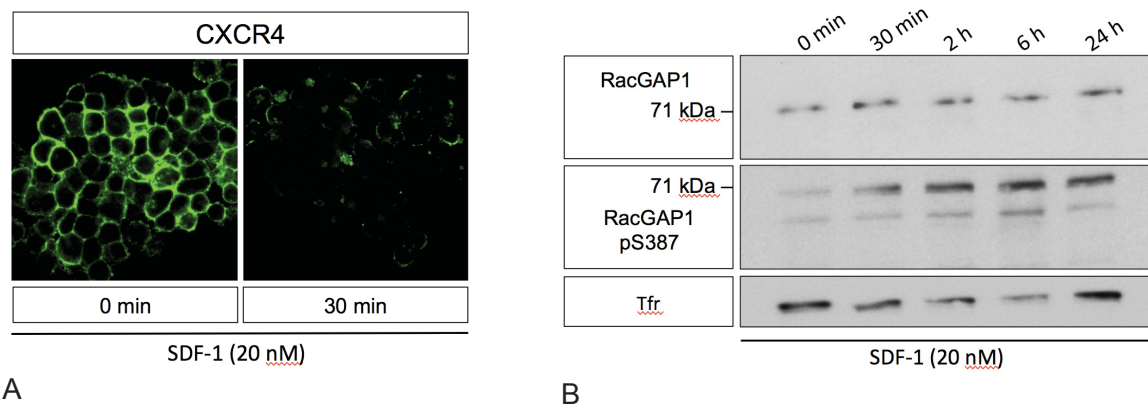 CXCR4
0 min 30 min
SDF-1 (20 nM)
A
0 min 30 min 2 h 6 h 24 h
RacGAP1
71 kDa
71 kDa
RacGAP1
pS387
Tfr
SDF-1 (20 nM)
B